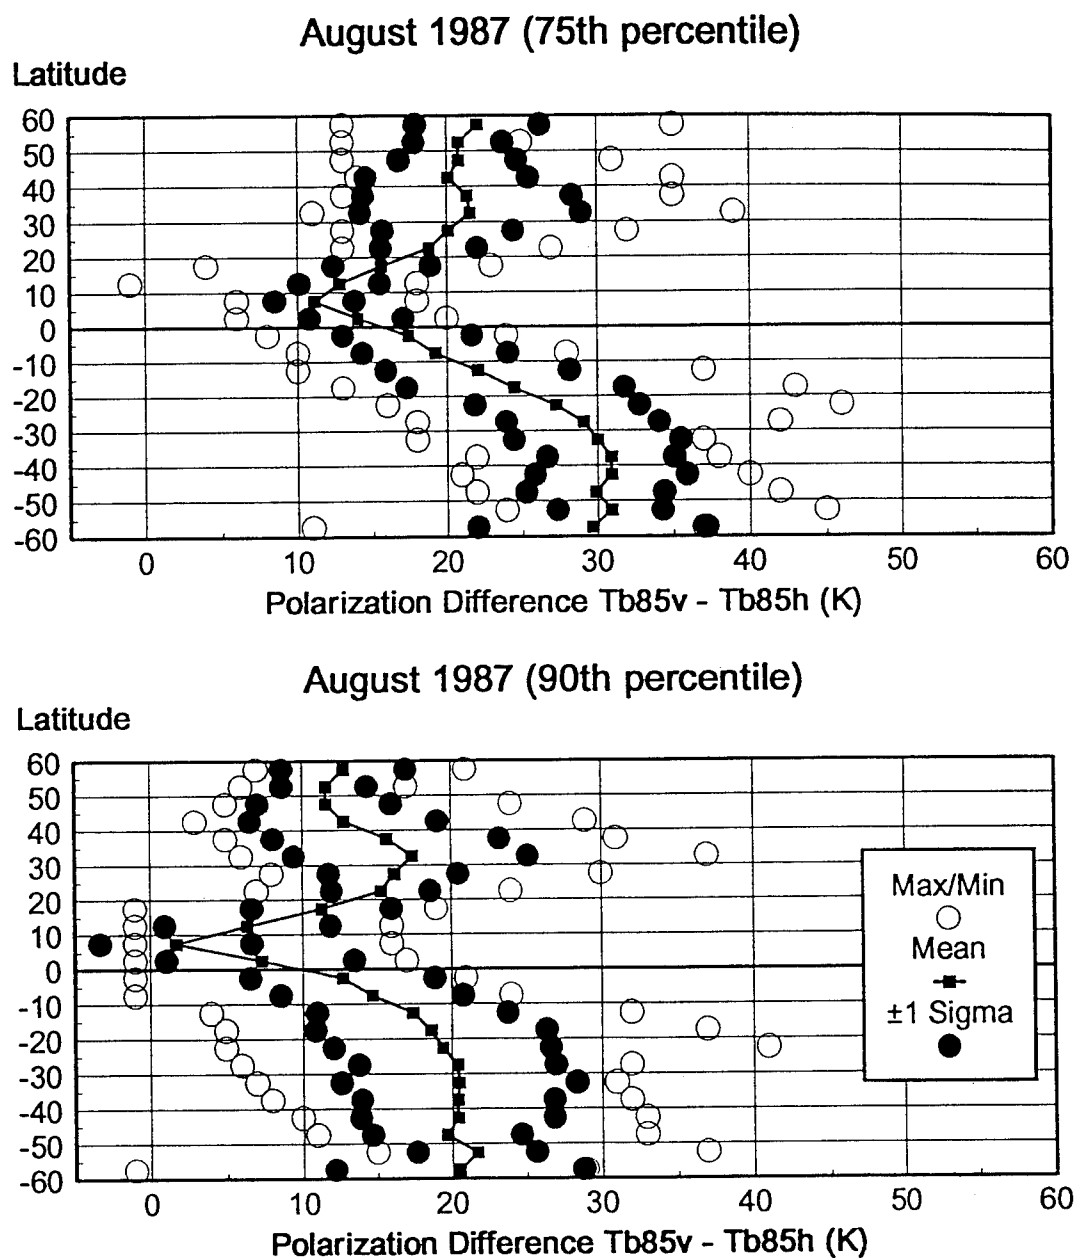 August 1987 (75th percentile)
Latitude
60
50
40
30
20
10
0
-10
-20
-30
-40
-50
-60
0 10 20 30 40 50 60
Polarization Difference Tb85v - Tb85h (K)
August 1987 (90th percentile)
Latitude
60
50
40
30
20
10
0
-10
-20
-30
-40
-50
-60
Max/Min
Mean
±1 Sigma
0 10 20 30 40 50 60
Polarization Difference Tb85v - Tb85h (K)